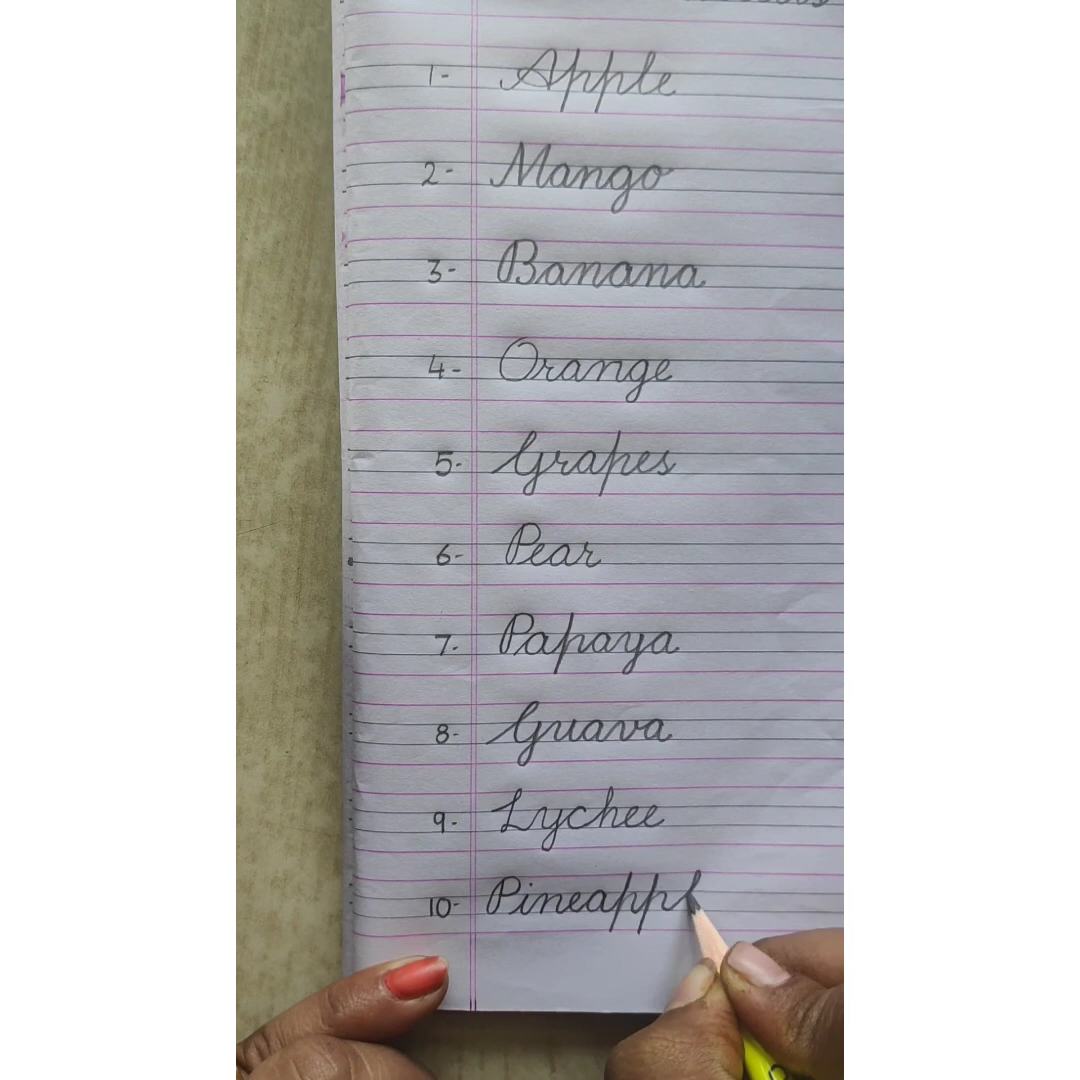 1- Apple
2- Mango
3- Banana
4- Orange
5- Grapes
6- Pear
7- Papaya
8- Guava
9- Lychee
10- Pineappl